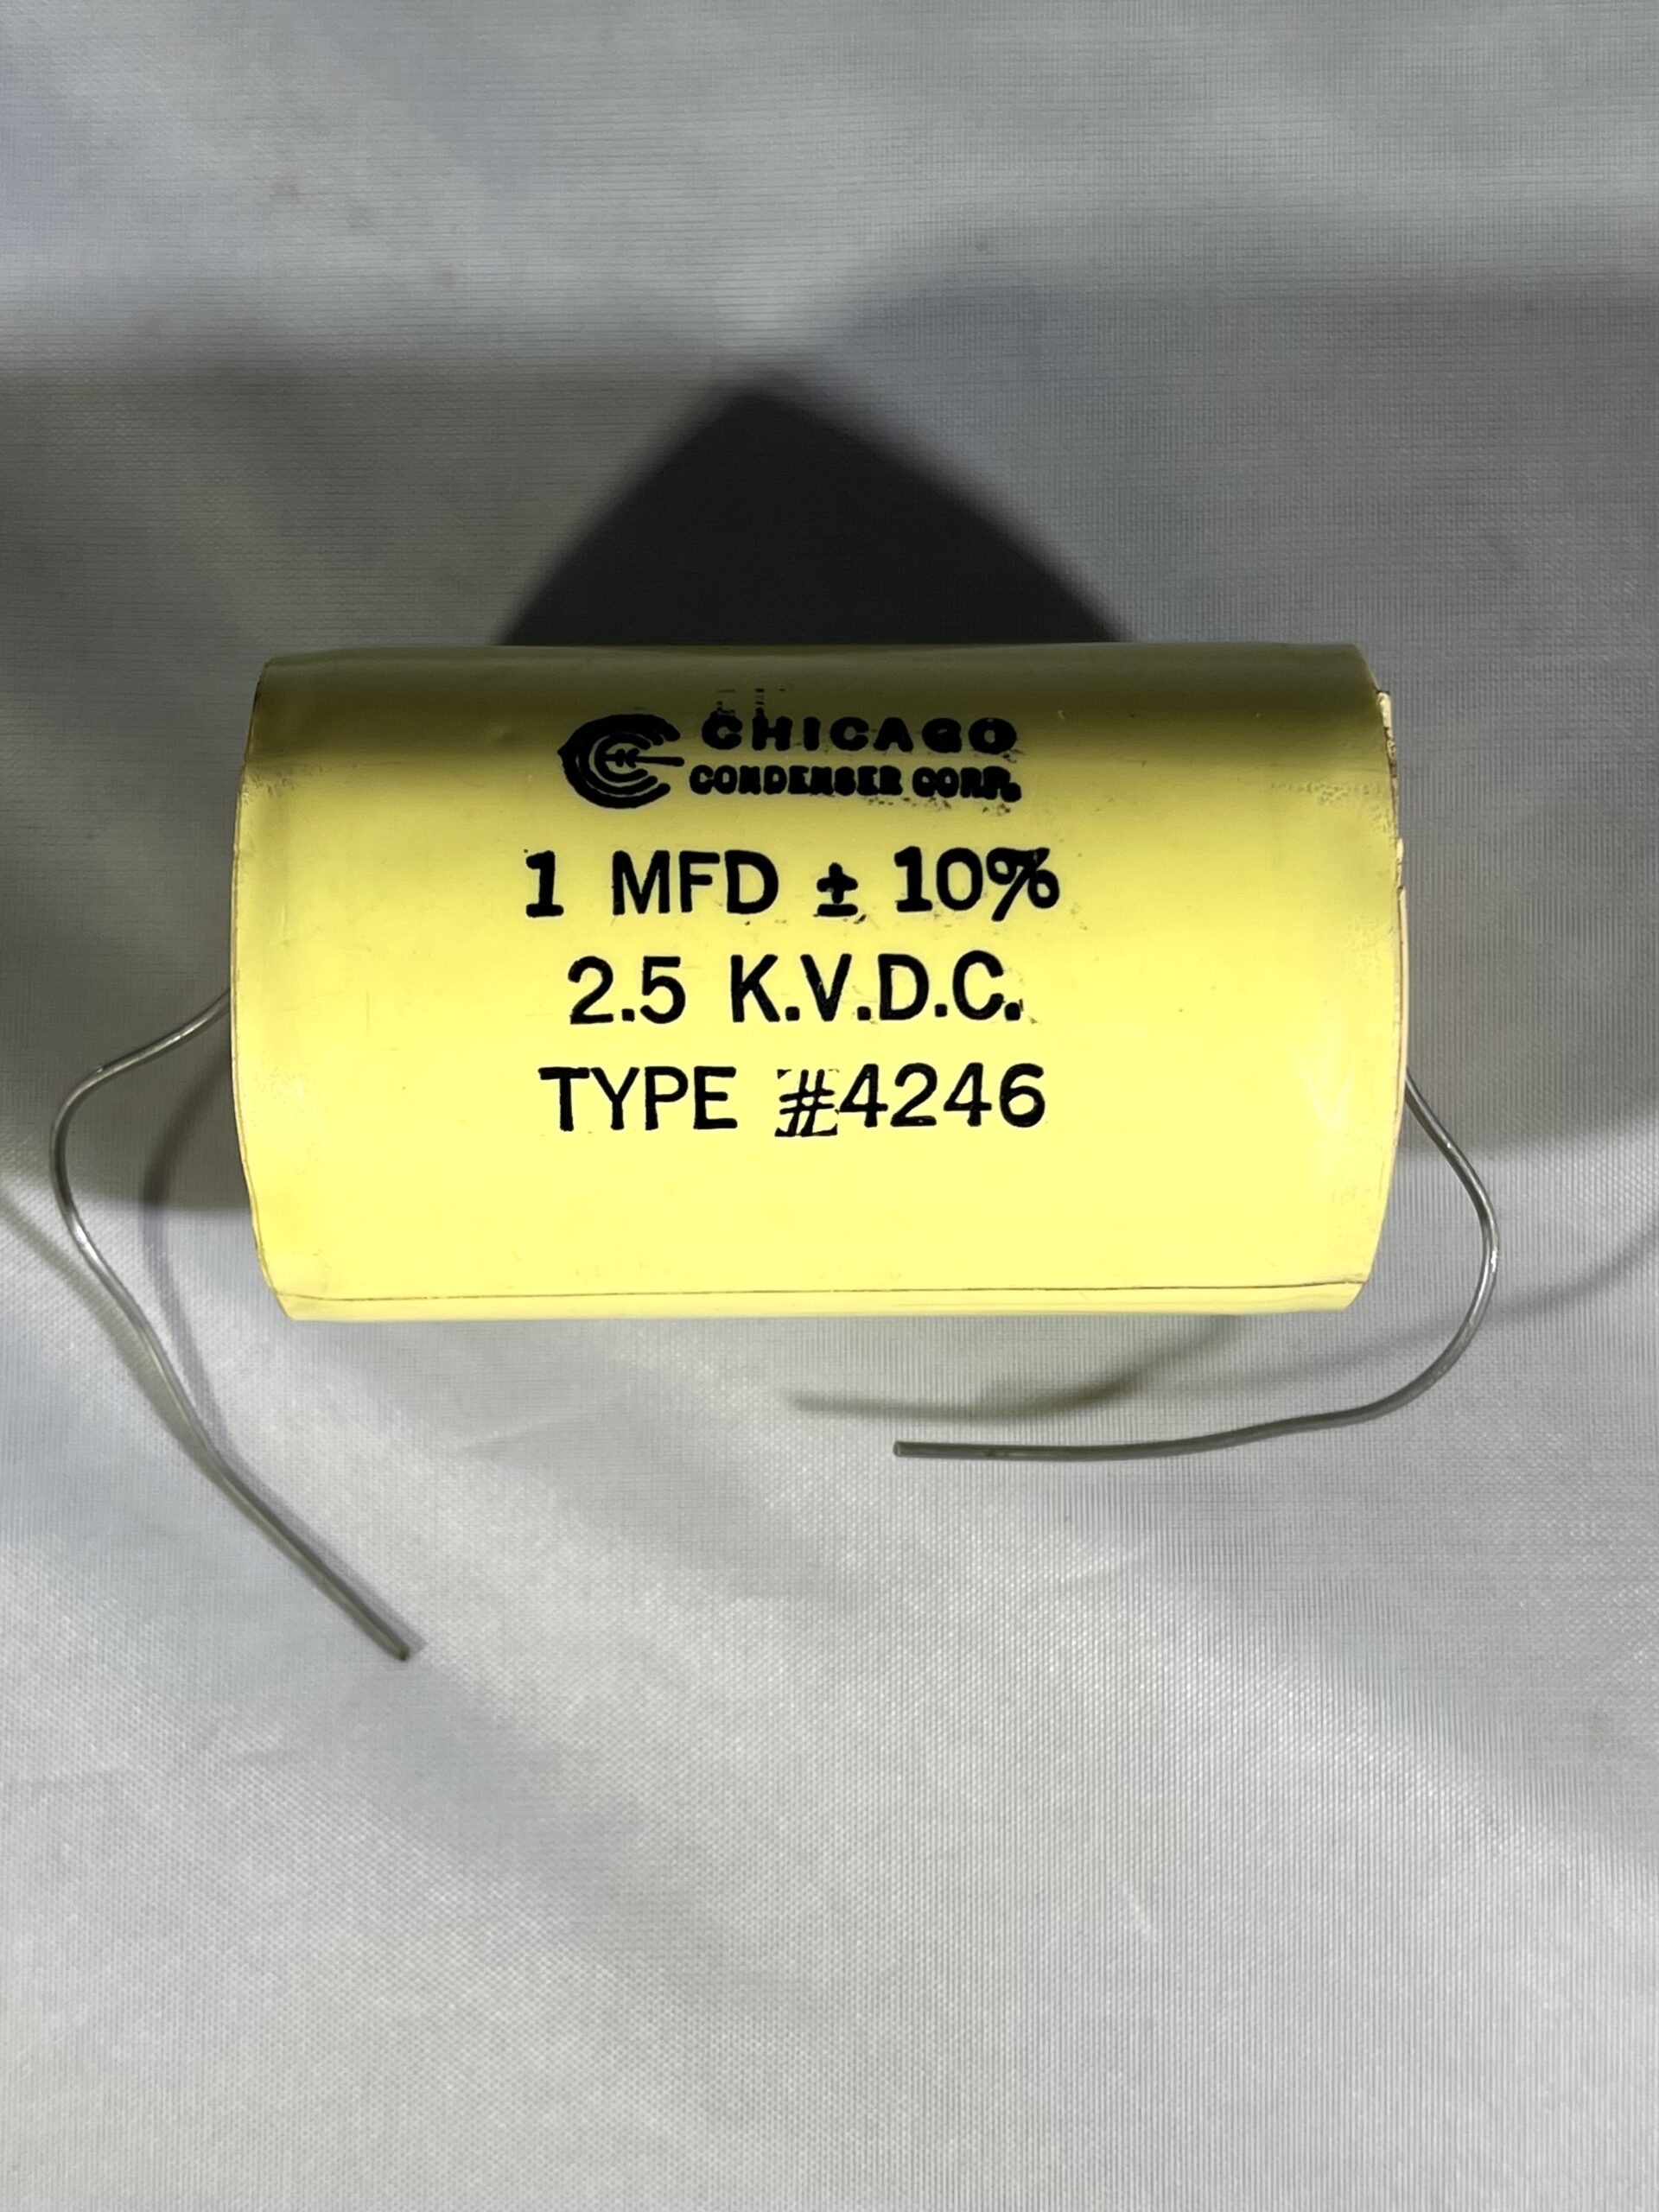 CHICAGO
CONDENSER CORP.
1 MFD ± 10%
2.5 K.V.D.C.
TYPE #4246